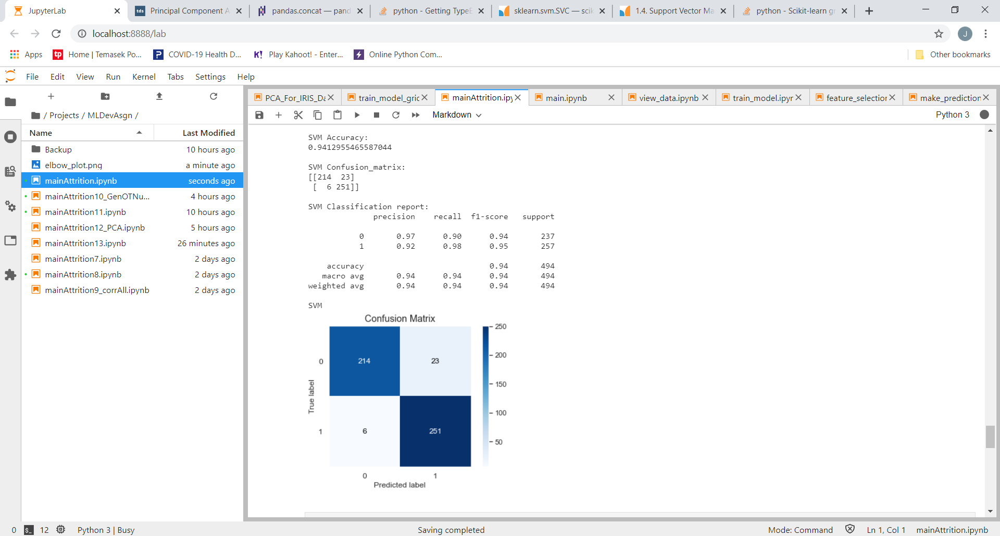 JupyterLab
tds Principal Component A
pandas.concat — pand
python - Getting TypeE
sklearn.svm.SVC — scik
1.4. Support Vector Ma
python - Scikit-learn gr
localhost:8888/lab
J
Apps
tp Home | Temasek Po...
P COVID-19 Health D...
K! Play Kahoot! - Enter...
Online Python Com...
Other bookmarks
File Edit View Run Kernel Tabs Settings Help
/ Projects / MLDevAsgn /
Name Last Modified
Backup 10 hours ago
elbow_plot.png a minute ago
mainAttrition.ipynb seconds ago
mainAttrition10_GenOTNu... 4 hours ago
mainAttrition11.ipynb 10 hours ago
mainAttrition12_PCA.ipynb 5 hours ago
mainAttrition13.ipynb 26 minutes ago
mainAttrition7.ipynb 2 days ago
mainAttrition8.ipynb 2 days ago
mainAttrition9_corrAll.ipynb 2 days ago
PCA_For_IRIS_Da
train_model_gric
mainAttrition.ipy
main.ipynb
view_data.ipynb
train_model.ipyr
feature_selectior
make_prediction
Markdown
Python 3
SVM Accuracy:
0.9412955465587044
SVM Confusion_matrix:
[[214 23]
[ 6 251]]
SVM Classification report:
precision recall f1-score support
0 0.97 0.90 0.94 237
1 0.92 0.98 0.95 257
accuracy 0.94 494
macro avg 0.94 0.94 0.94 494
weighted avg 0.94 0.94 0.94 494
SVM
Confusion Matrix
250
200
150
100
50
0 214 23
True label
1 6 251
0 1
Predicted label
0 $_ 12 Python 3 | Busy
Saving completed
Mode: Command Ln 1, Col 1 mainAttrition.ipynb